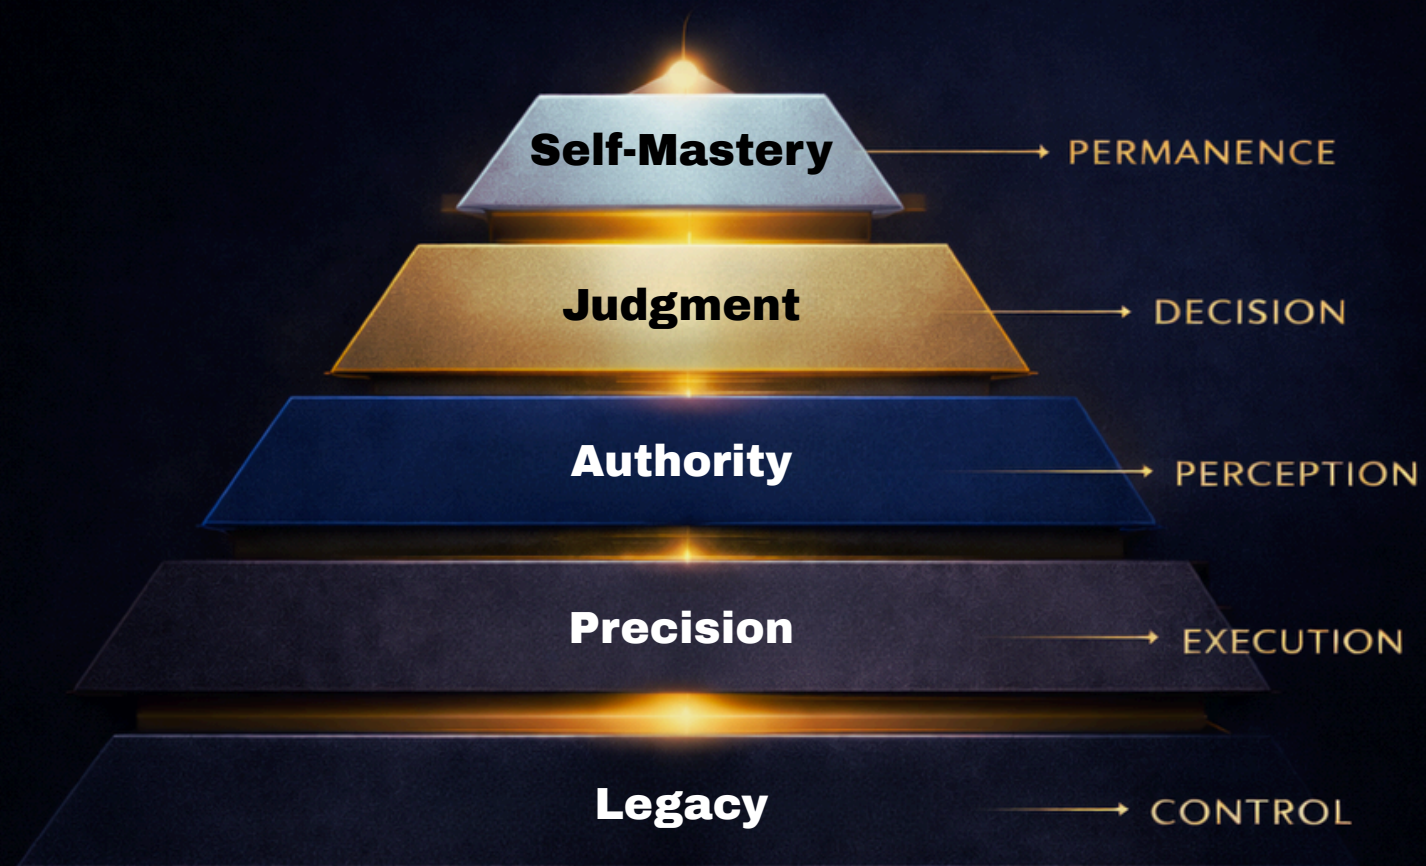 Self-Mastery PERMANENCE
Judgment DECISION
Authority PERCEPTION
Precision EXECUTION
Legacy CONTROL